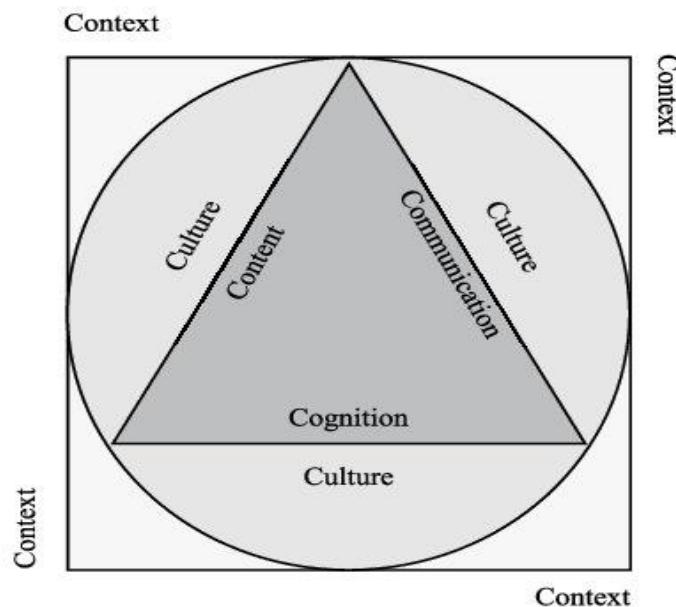 Context
Context
Culture
Content
Communication
Culture
Cognition
Culture
Context
Context